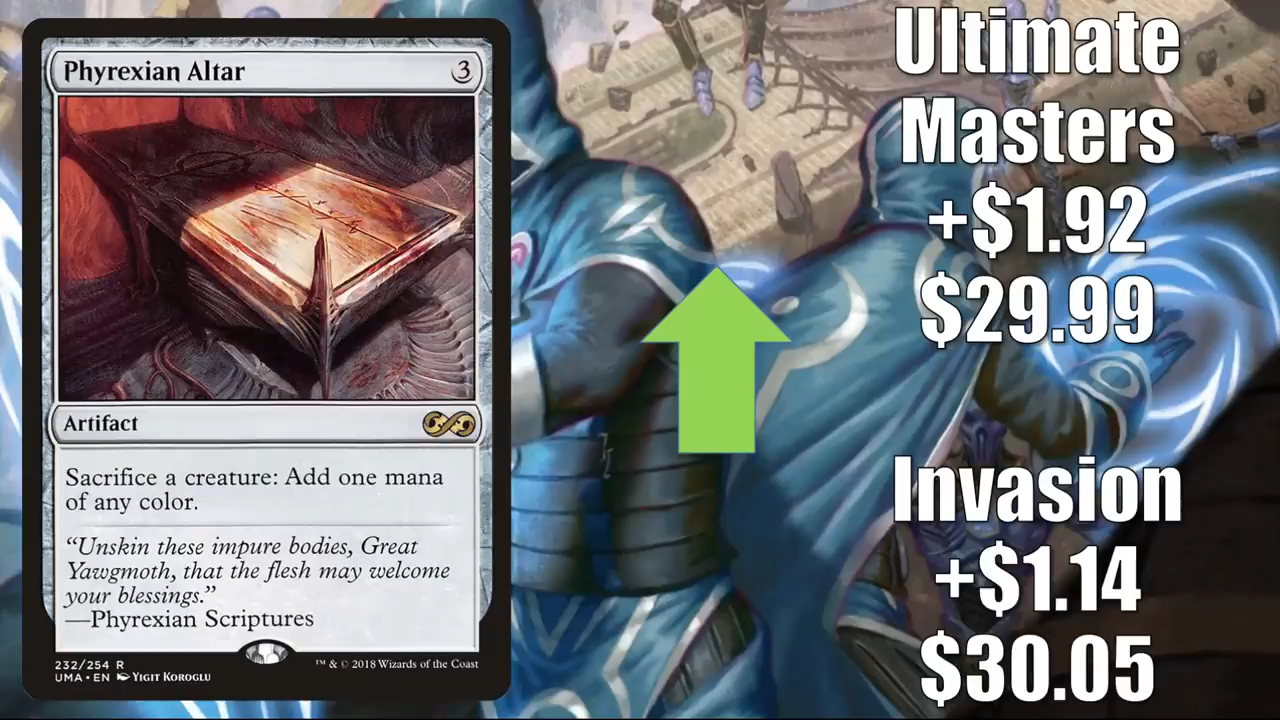 Phyrexian Altar 3
Artifact
Sacrifice a creature: Add one mana
of any color.
“Unskin these impure bodies, Great
Yawgmoth, that the flesh may welcome
your blessings.”
—Phyrexian Scriptures
232/254 R
UMA • EN Yigit Koroglu
™ & © 2018 Wizards of the Coast
Ultimate
Masters
+$1.92
$29.99
Invasion
+$1.14
$30.05